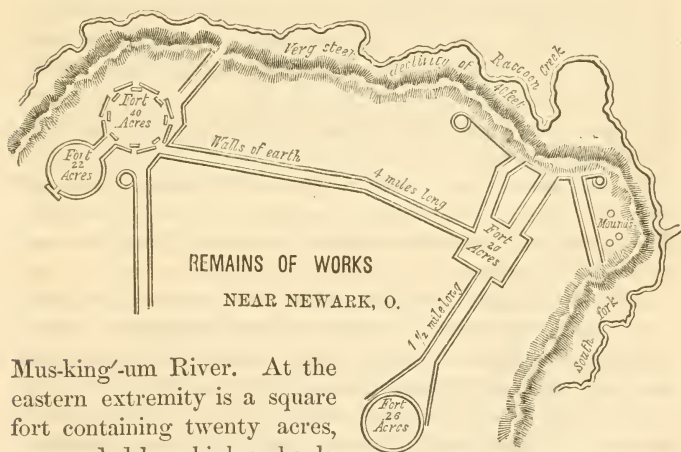 Very steep declivity of 40 feet
Raccoon Creek
Fort
40
Acres
Fort
22
Acres
Walls of earth
4 miles long
Fort
20
Acres
Mounds
REMAINS OF WORKS
NEAR NEWARK, O.
1 1/2 mile long
South fork
Fort
26
Acres
Mus-king′-um River. At the
eastern extremity is a square
fort containing twenty acres,